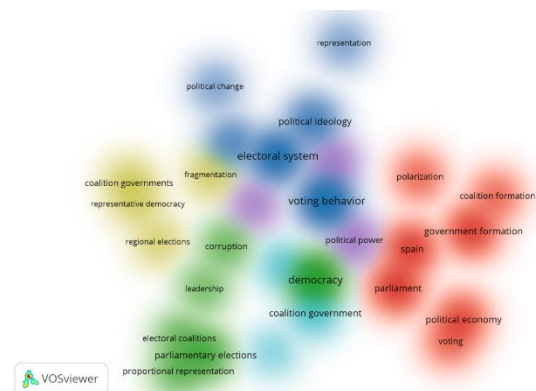 representation
political change
political ideology
electoral system
fragmentation
polarization
coalition governments
coalition formation
representative democracy
voting behavior
government formation
regional elections
corruption
political power
spain
democracy
leadership
parliament
coalition government
political economy
electoral coalitions
voting
parliamentary elections
proportional representation
VOSviewer